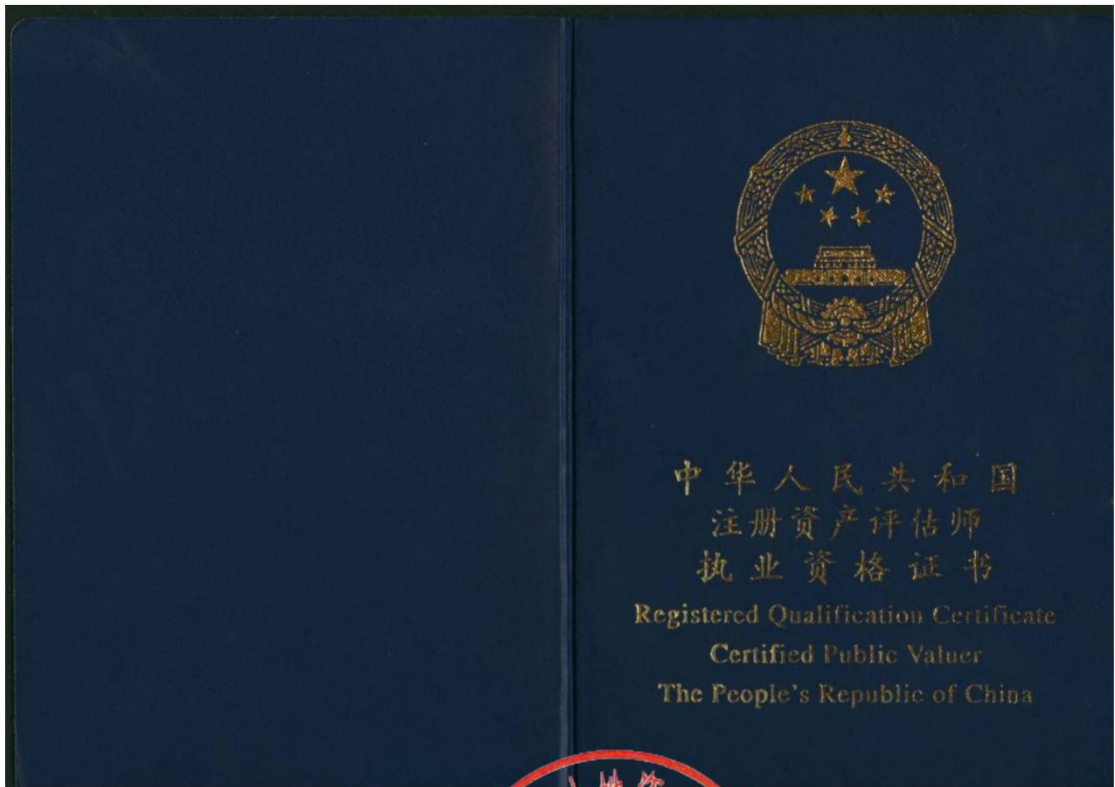 中华人民共和国
注册资产评估师
执业资格证书
Registered Qualification Certificate
Certified Public Valuer
The People's Republic of China